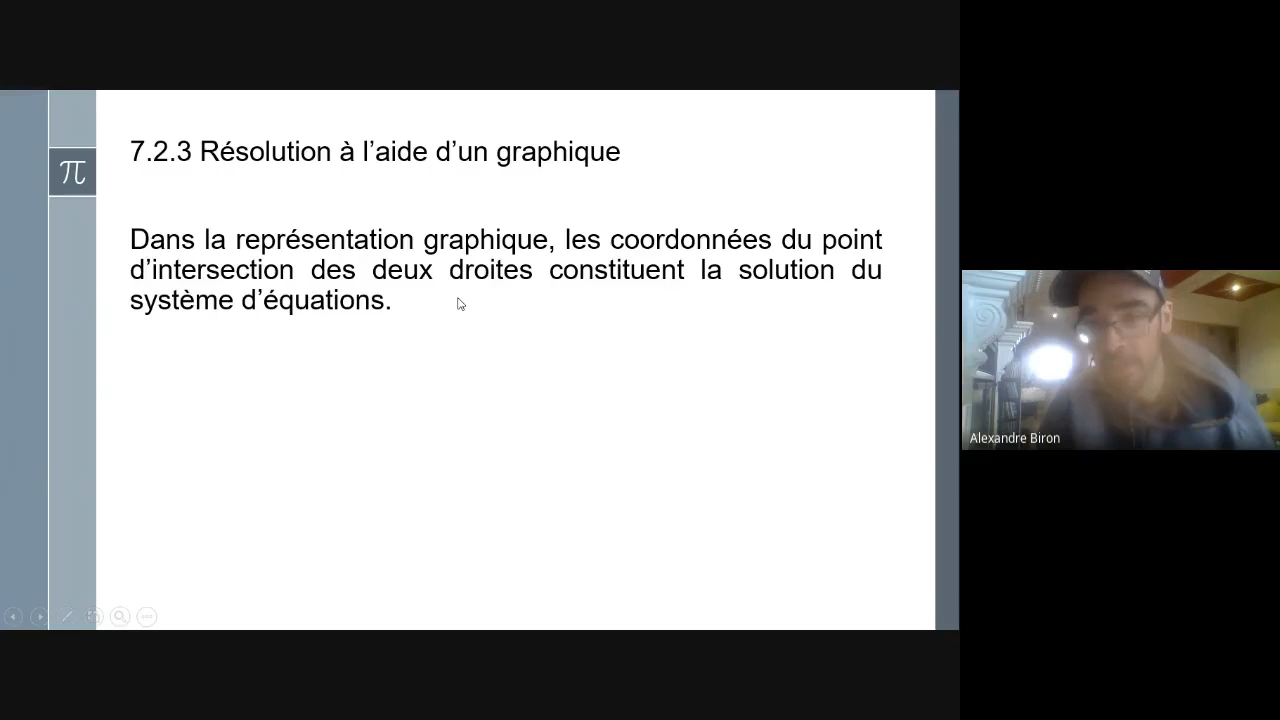 7.2.3 Résolution à l’aide d’un graphique
π
Dans la représentation graphique, les coordonnées du point
d’intersection des deux droites constituent la solution du
système d’équations.
Alexandre Biron